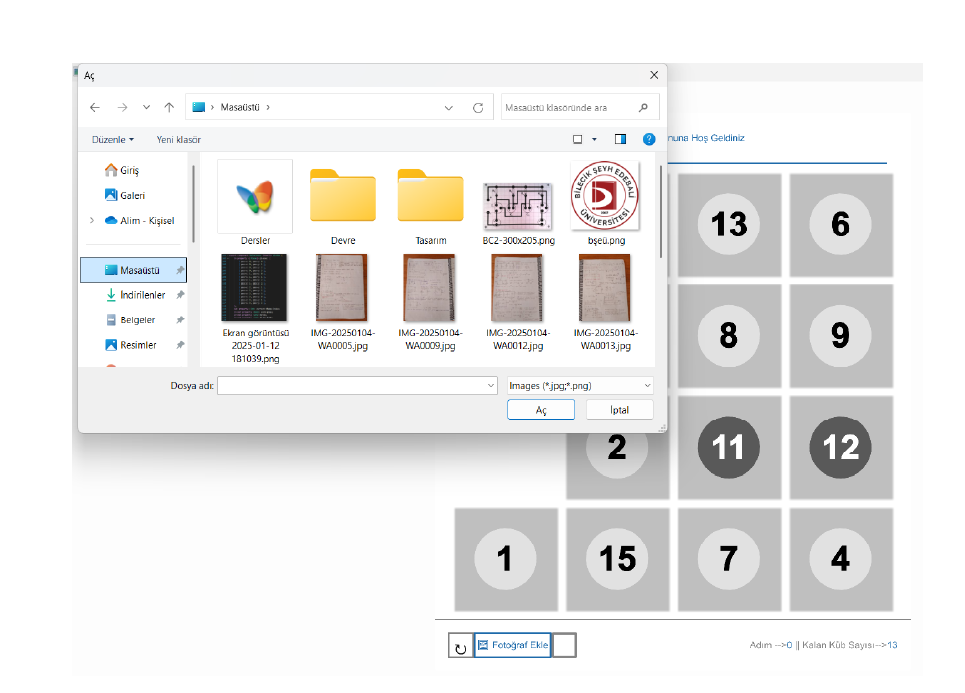 Aç
Masaüstü
Masaüstü klasöründe ara
Düzenle
Yeni klasör
?
Giriş
Galeri
Alim - Kişisel
Masaüstü
İndirilenler
Belgeler
Resimler
Dersler
Devre
Tasarım
BC2-300x205.png
BİLECİK ŞEYH EDEBALİ
ÜNİVERSİTESİ
bşeü.png
Ekran görüntüsü
2025-01-12
181039.png
IMG-20250104-
WA0005.jpg
IMG-20250104-
WA0009.jpg
IMG-20250104-
WA0012.jpg
IMG-20250104-
WA0013.jpg
Dosya adı:
Images (*.jpg;*.png)
Aç
İptal
nuna Hoş Geldiniz
13 6
8 9
2 11 12
1 15 7 4
Fotoğraf Ekle
Adım -->0 || Kalan Küb Sayısı-->13